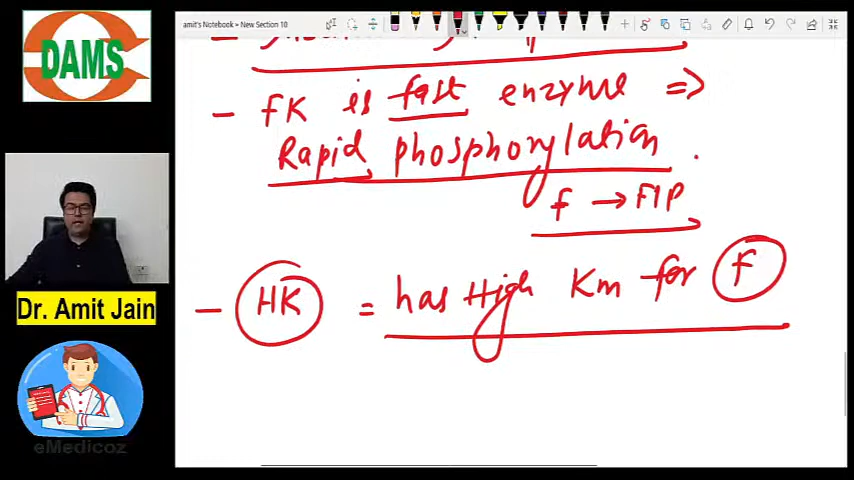 amit's Notebook » New Section 10
DAMS
- FK is fast enzyme ⇒
Rapid phosphorylation.
f → F1P
- HK = has High Km for f
Dr. Amit Jain
eMedicoz